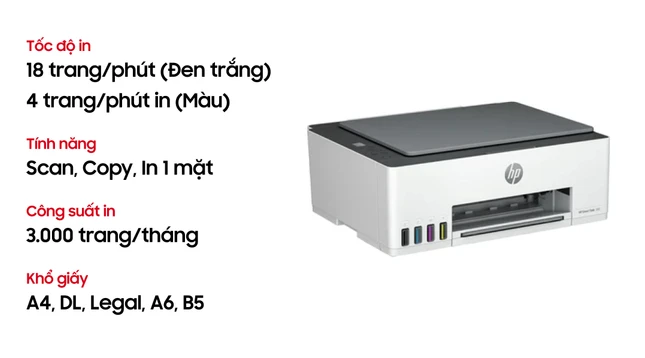 Tốc độ in
18 trang/phút (Đen trắng)
4 trang/phút in (Màu)
Tính năng
Scan, Copy, In 1 mặt
Công suất in
3.000 trang/tháng
Khổ giấy
A4, DL, Legal, A6, B5
hp